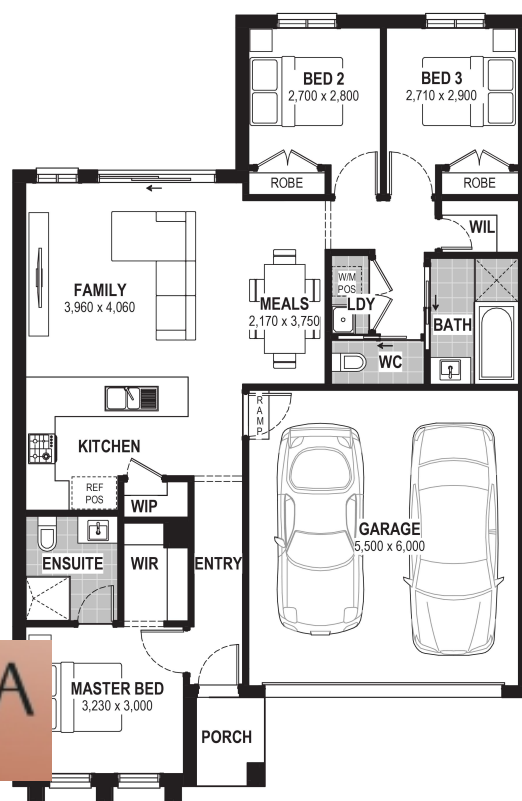 BED 2
2,700 x 2,800
BED 3
2,710 x 2,900
ROBE
ROBE
WIL
FAMILY
3,960 x 4,060
MEALS
2,170 x 3,750
W/M
POS
LDY
BATH
WC
RAMP
KITCHEN
REF
POS
WIP
GARAGE
5,500 x 6,000
ENSUITE
WIR
ENTRY
A
MASTER BED
3,230 x 3,000
PORCH